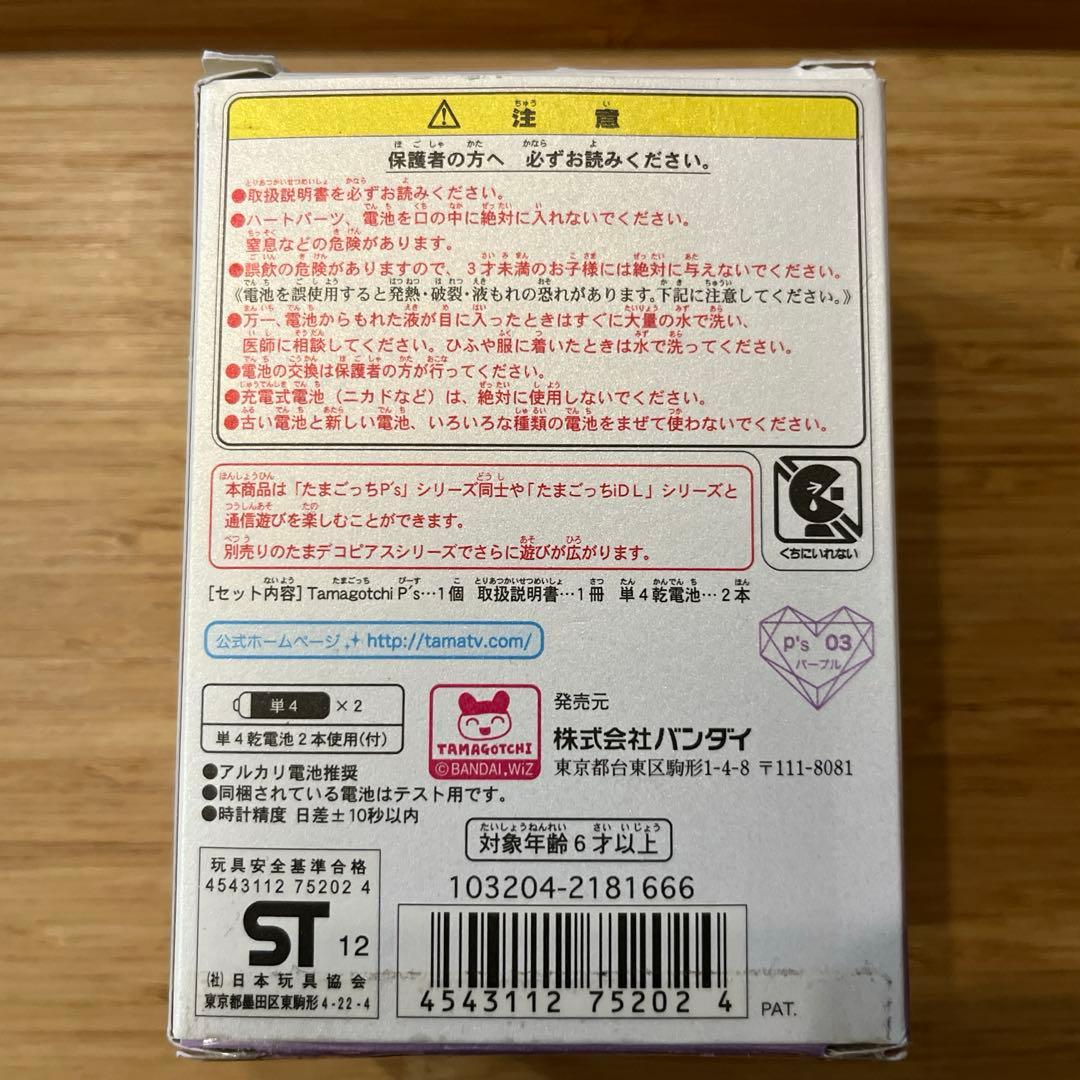 ⚠ 注意
保護者の方へ 必ずお読みください。
●取扱説明書を必ずお読みください。
●ハートパーツ、電池を口の中に絶対に入れないでください。
窒息などの危険があります。
●誤飲の危険がありますので、3才未満のお子様には絶対に与えないでください。
《電池を誤使用すると発熱・破裂・液もれの恐れがあります。下記に注意してください。》
●万一、電池からもれた液が目に入ったときはすぐに大量の水で洗い、
医師に相談してください。ひふや服に着いたときは水で洗ってください。
●電池の交換は保護者の方が行ってください。
●充電式電池（ニカドなど）は、絶対に使用しないでください。
●古い電池と新しい電池、いろいろな種類の電池をまぜて使わないでください。
本商品は「たまごっちP's」シリーズ同士や「たまごっちiDL」シリーズと
通信遊びを楽しむことができます。
別売りのたまデコピアスシリーズでさらに遊びが広がります。
くちにいれない
[セット内容] Tamagotchi P's…1個 取扱説明書…1冊 単4乾電池…2本
公式ホームページ http://tamatv.com/
P's 03
パープル
単4 ×2
単4乾電池2本使用(付)
TAMAGOTCHI
©BANDAI,WiZ
発売元
株式会社バンダイ
東京都台東区駒形1-4-8 〒111-8081
●アルカリ電池推奨
●同梱されている電池はテスト用です。
●時計精度 日差±10秒以内
対象年齢6才以上
玩具安全基準合格
4543112 75202 4
ST 12
(社)日本玩具協会
東京都墨田区東駒形4-22-4
103204-2181666
4543112 75202 4
PAT.